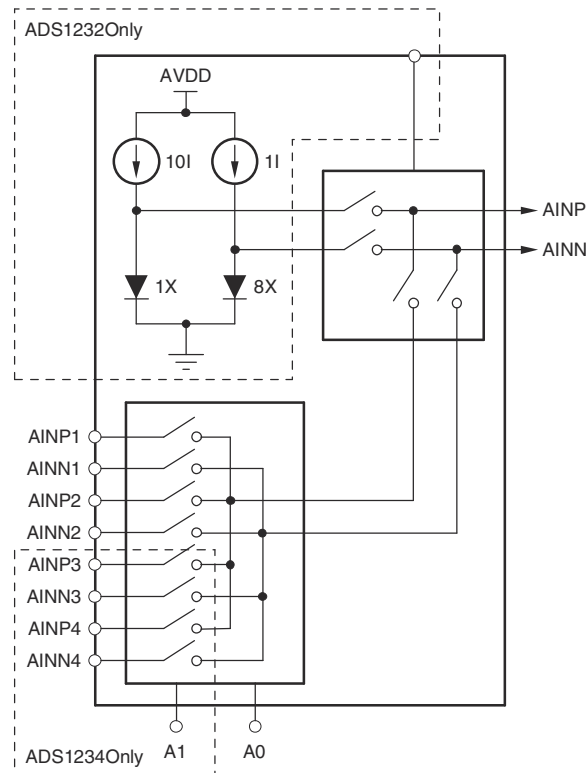 ADS1232Only
AVDD
10I
1I
AINP
AINN
1X
8X
AINP1
AINN1
AINP2
AINN2
AINP3
AINN3
AINP4
AINN4
A1
A0
ADS1234Only